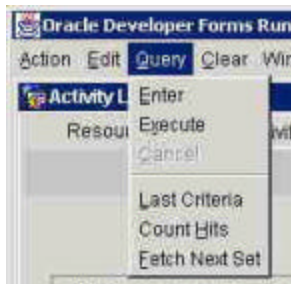 Oracle Developer Forms Run
Action Edit Query Clear Win
Activity L
Enter
Resou
Execute
Cancel
Last Criteria
Count Hits
Fetch Next Set